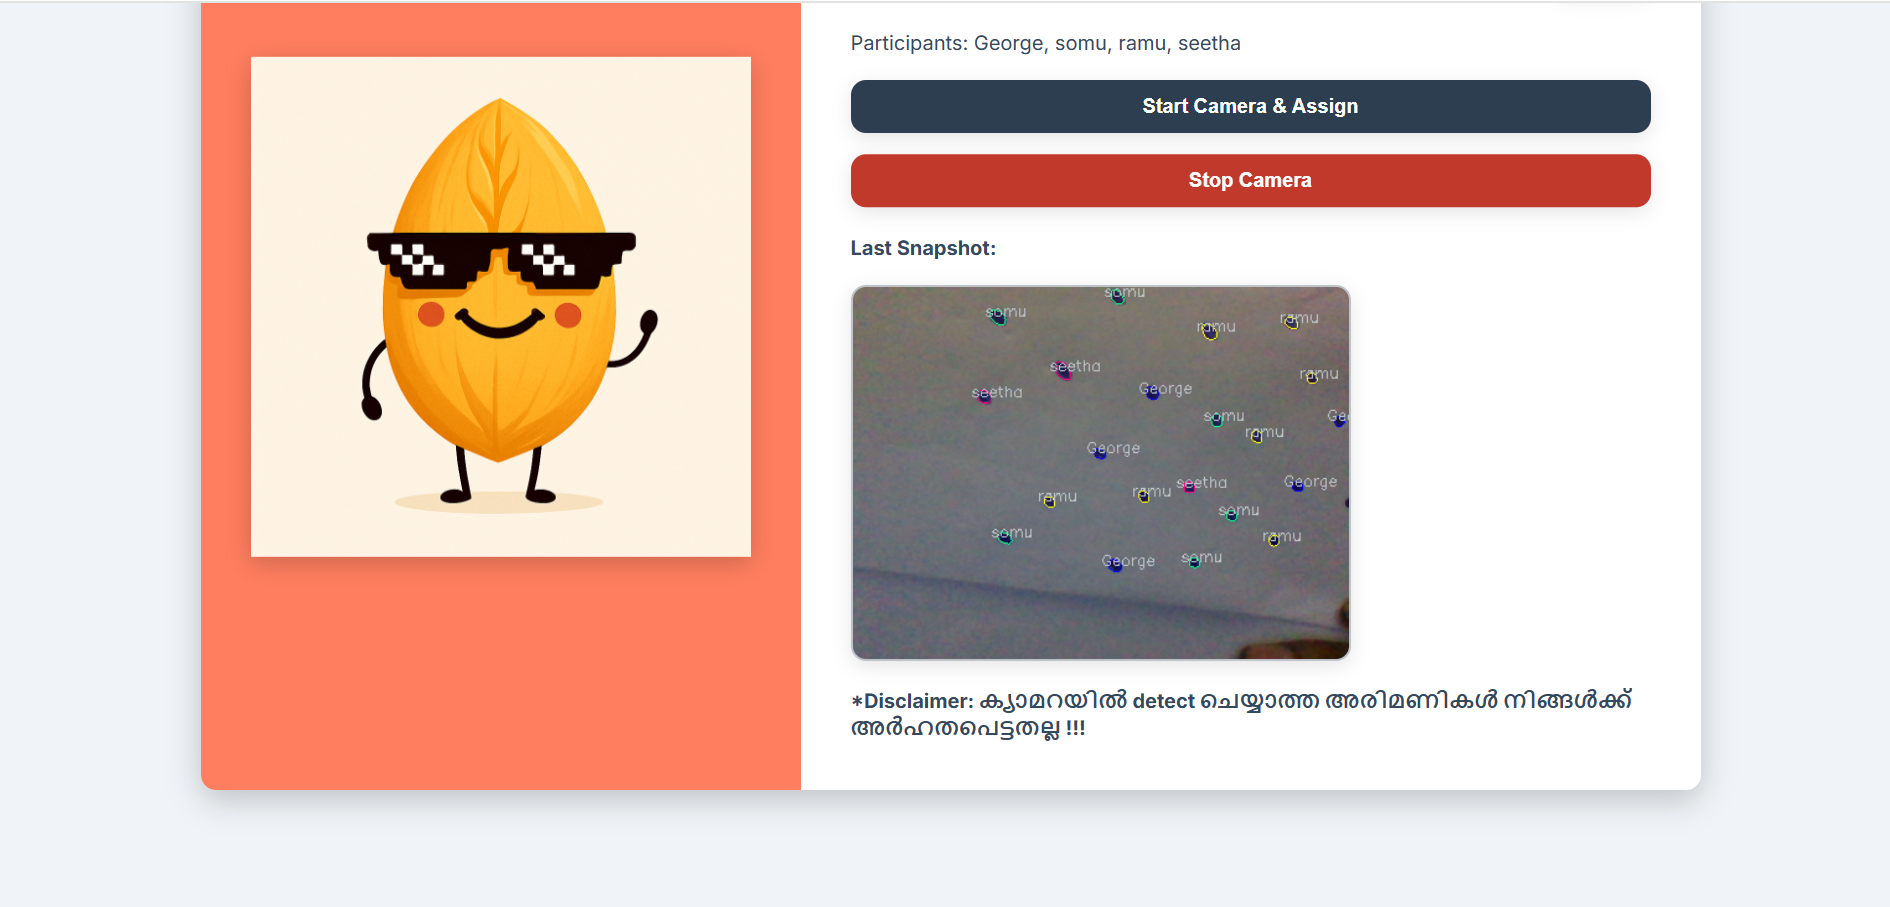 Participants: George, somu, ramu, seetha
Start Camera & Assign
Stop Camera
Last Snapshot:
somu
somu
ramu
ramu
seetha
ramu
seetha
George
somu
ramu
George
ramu
ramu
seetha
George
somu
somu
ramu
George
somu
*Disclaimer: ക്യാമറയിൽ detect ചെയ്യാത്ത അരിമണികൾ നിങ്ങൾക്ക്
അർഹതപെട്ടതല്ല !!!